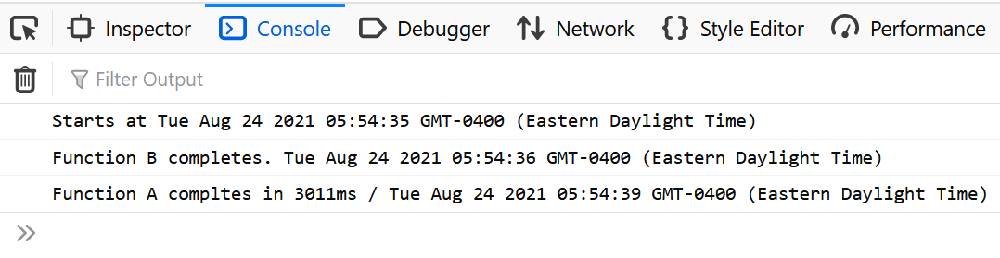 Inspector Console Debugger Network Style Editor Performance
Filter Output
Starts at Tue Aug 24 2021 05:54:35 GMT-0400 (Eastern Daylight Time)
Function B completes. Tue Aug 24 2021 05:54:36 GMT-0400 (Eastern Daylight Time)
Function A compltes in 3011ms / Tue Aug 24 2021 05:54:39 GMT-0400 (Eastern Daylight Time)